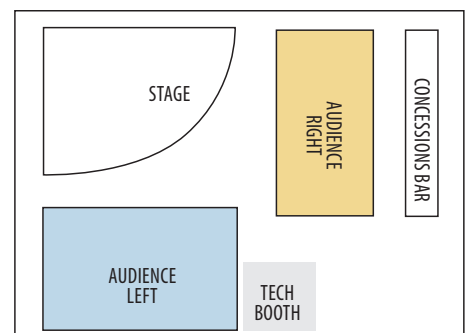 STAGE
AUDIENCE
RIGHT
CONCESSIONS BAR
AUDIENCE
LEFT
TECH
BOOTH